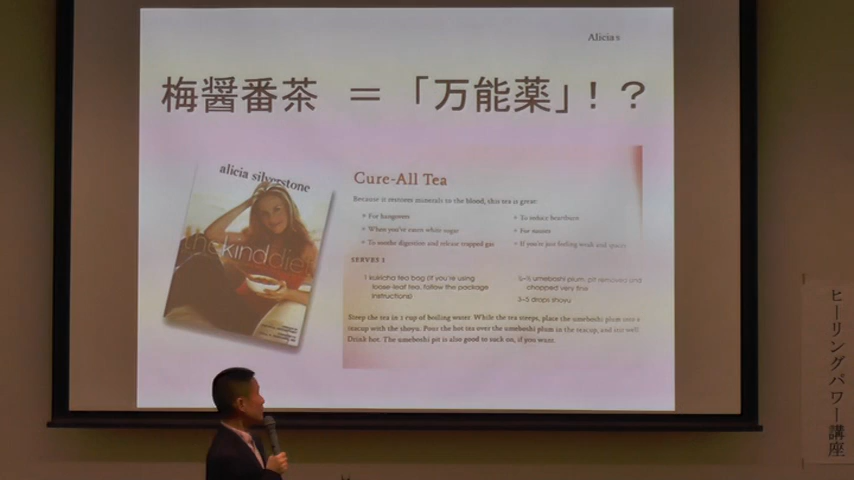 Alicia's
梅醤番茶 = 「万能薬」!?
alicia silverstone
the kind diet
Cure-All Tea
Because it restores minerals to the blood, this tea is great:
+ For hangovers
+ When you've eaten white sugar
+ To soothe digestion and release trapped gas
+ To reduce heartburn
+ For nausea
+ If you're just feeling weak and spacey
SERVES 1
1 kukicha tea bag (if you're using
loose-leaf tea, follow the package
instructions)
umeboshi plum, pit removed and
chopped very fine
3–5 drops shoyu
Steep the tea in 1 cup of boiling water. While the tea steeps, place the umeboshi plum into a
teacup with the shoyu. Pour the hot tea over the umeboshi plum in the teacup, and stir well.
Drink hot. The umeboshi pit is also good to suck on, if you want.
ヒーリングパワー講座